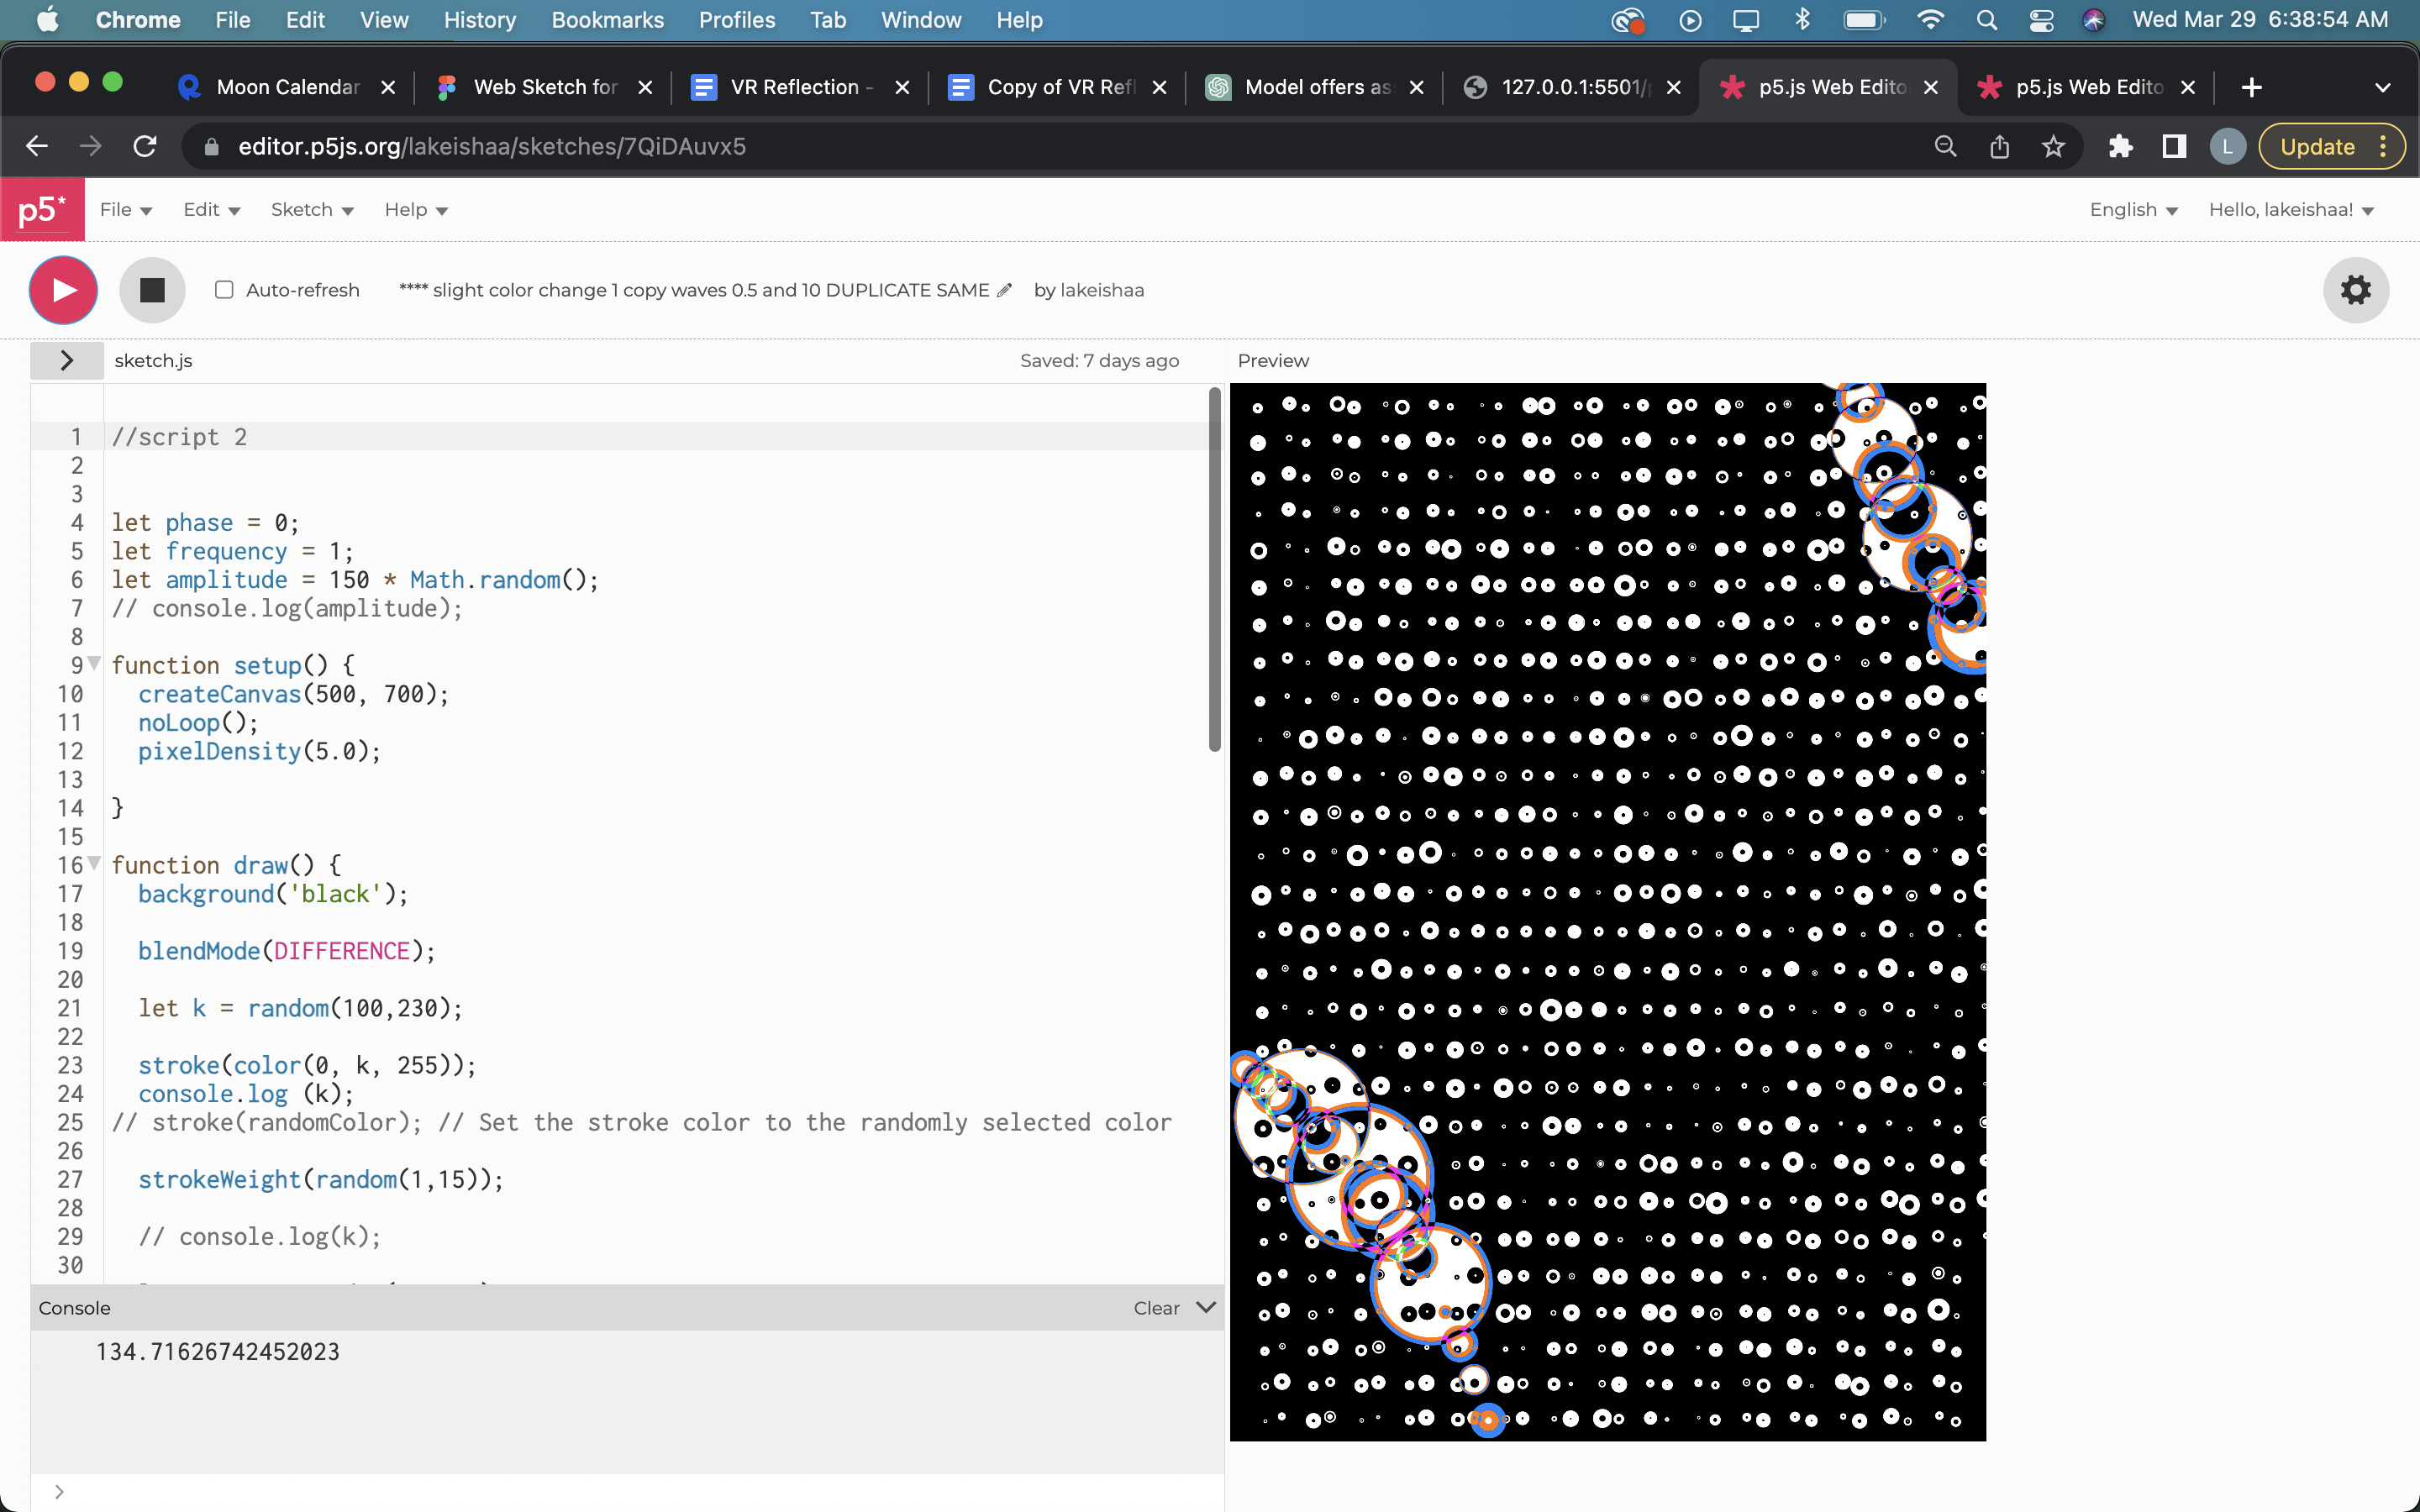 Chrome File Edit View History Bookmarks Profiles Tab Window Help Wed Mar 29 6:38:54 AM
Moon Calendar Web Sketch for VR Reflection - Copy of VR Refl Model offers as 127.0.0.1:5501/ p5.js Web Edito p5.js Web Edito
editor.p5js.org/lakeishaa/sketches/7QiDAuvx5 L Update
p5* File Edit Sketch Help English Hello, lakeishaa!
Auto-refresh **** slight color change 1 copy waves 0.5 and 10 DUPLICATE SAME by lakeishaa
sketch.js Saved: 7 days ago Preview
1 //script 2
2
3
4 let phase = 0;
5 let frequency = 1;
6 let amplitude = 150 * Math.random();
7 // console.log(amplitude);
8
9 function setup() {
10 createCanvas(500, 700);
11 noLoop();
12 pixelDensity(5.0);
13
14 }
15
16 function draw() {
17 background('black');
18
19 blendMode(DIFFERENCE);
20
21 let k = random(100,230);
22
23 stroke(color(0, k, 255));
24 console.log (k);
25 // stroke(randomColor); // Set the stroke color to the randomly selected color
26
27 strokeWeight(random(1,15));
28
29 // console.log(k);
30
Console Clear
134.71626742452023